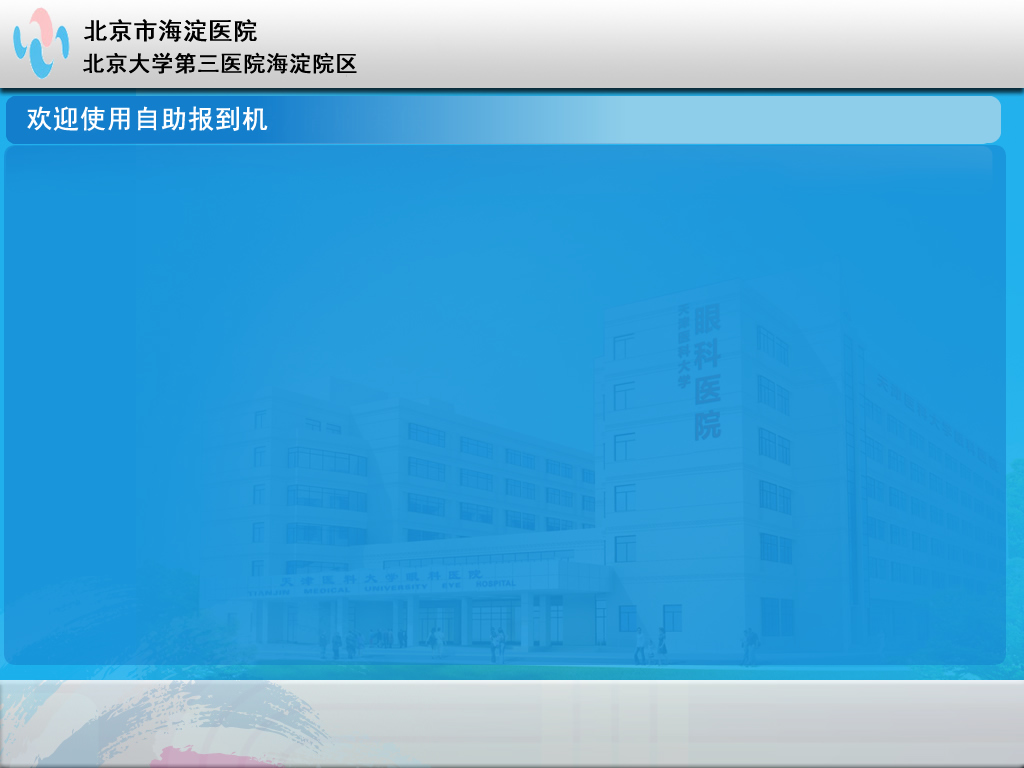 北京市海淀医院
北京大学第三医院海淀院区
欢迎使用自助报到机
天津医科大学
眼科医院
天津医科大学眼科医院
TIANJIN MEDICAL UNIVERSITY EYE HOSPITAL